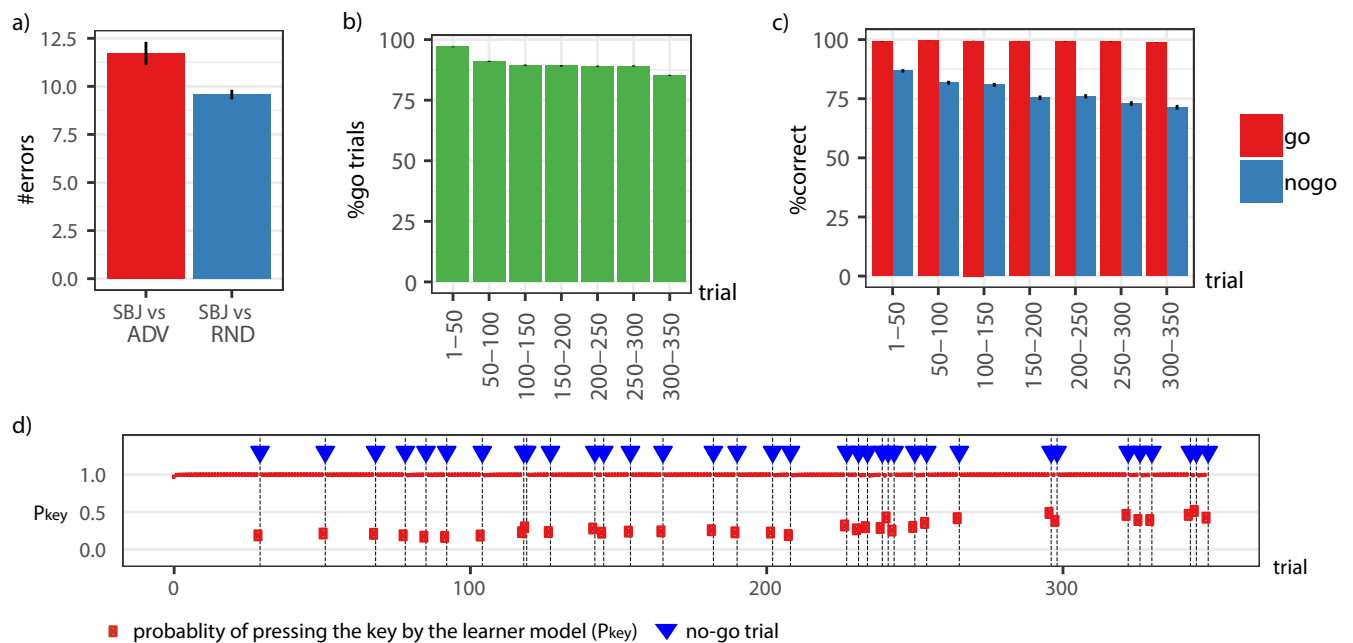 a)
12.5
10.0
7.5
5.0
2.5
0.0
#errors
SBJ vs
ADV
SBJ vs
RND
b)
100
75
50
25
0
%go trials
trial
1−50
50−100
100−150
150−200
200−250
250−300
300−350
c)
100
75
50
25
0
%correct
trial
1−50
50−100
100−150
150−200
200−250
250−300
300−350
go
nogo
d)
1.0
0.5
0.0
Pkey
0
100
200
300
trial
probablity of pressing the key by the learner model (Pkey)
no-go trial